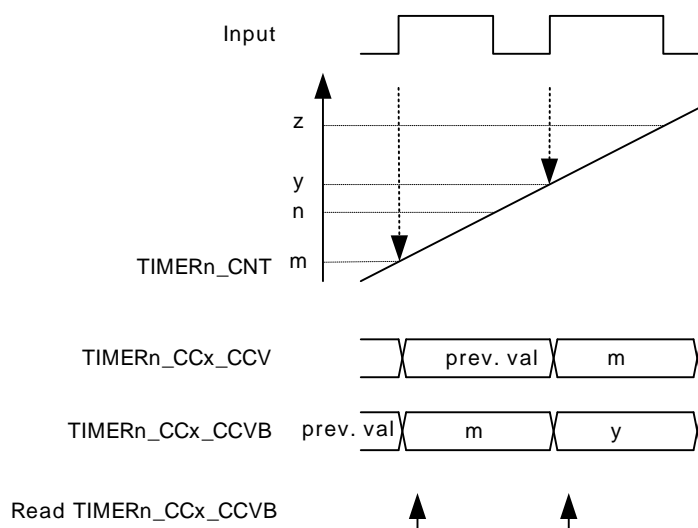 Input
z
y
n
TIMERn_CNT m
TIMERn_CCx_CCV prev. val m
TIMERn_CCx_CCVB prev. val m y
Read TIMERn_CCx_CCVB